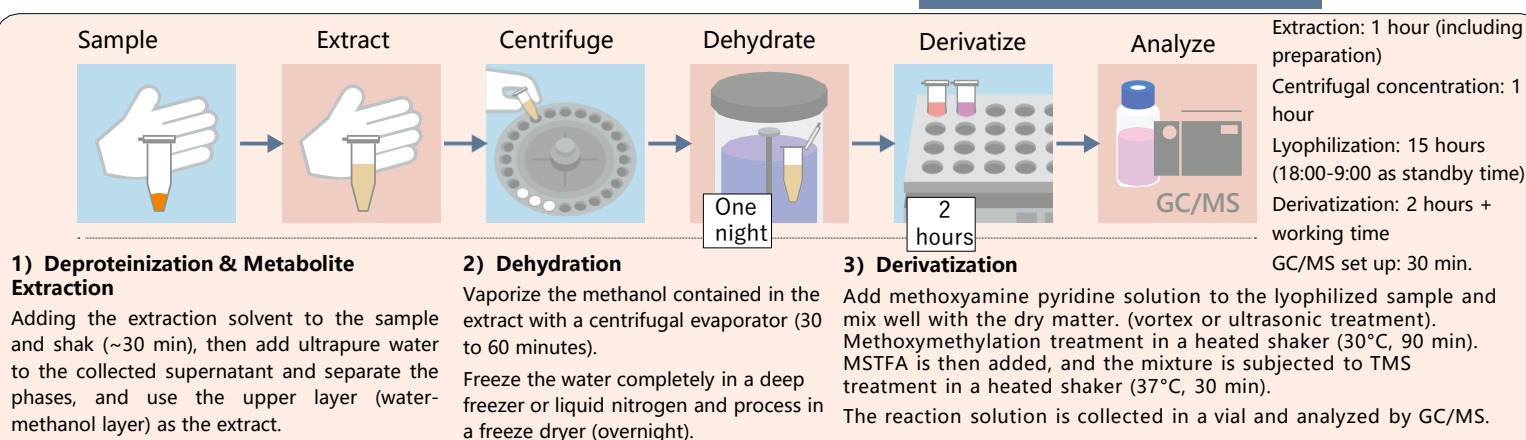 Sample
Extract
Centrifuge
Dehydrate
Derivatize
Analyze
One
night
2
hours
GC/MS
Extraction: 1 hour (including
preparation)
Centrifugal concentration: 1
hour
Lyophilization: 15 hours
(18:00-9:00 as standby time)
Derivatization: 2 hours +
working time
GC/MS set up: 30 min.
1) Deproteinization & Metabolite
Extraction
Adding the extraction solvent to the sample
and shak (~30 min), then add ultrapure water
to the collected supernatant and separate the
phases, and use the upper layer (water-
methanol layer) as the extract.
2) Dehydration
Vaporize the methanol contained in the
extract with a centrifugal evaporator (30
to 60 minutes).
Freeze the water completely in a deep
freezer or liquid nitrogen and process in
a freeze dryer (overnight).
3) Derivatization
Add methoxyamine pyridine solution to the lyophilized sample and
mix well with the dry matter. (vortex or ultrasonic treatment).
Methoxymethylation treatment in a heated shaker (30°C, 90 min).
MSTFA is then added, and the mixture is subjected to TMS
treatment in a heated shaker (37°C, 30 min).
The reaction solution is collected in a vial and analyzed by GC/MS.